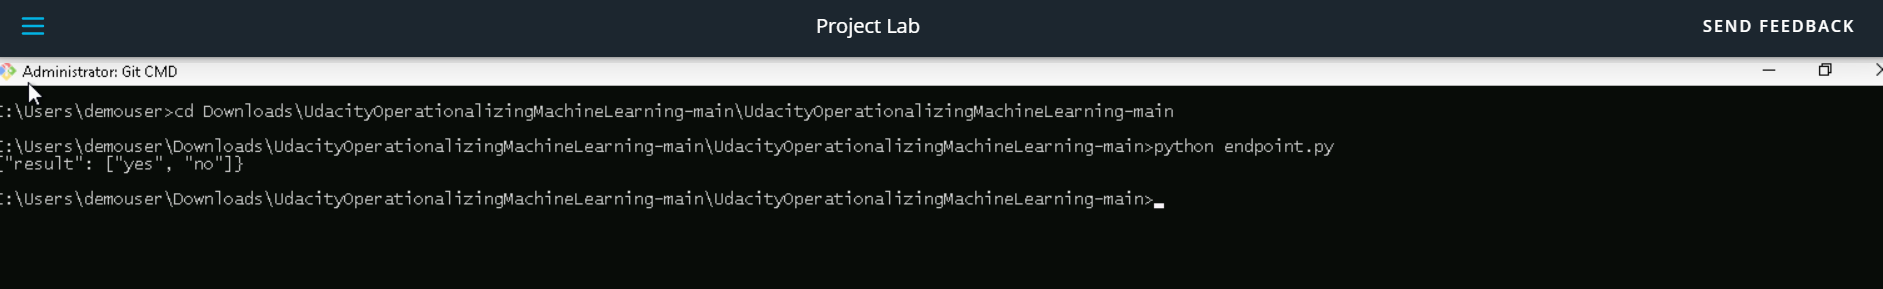 Project Lab
SEND FEEDBACK
Administrator: Git CMD
:\Users\demouser>cd Downloads\UdacityOperationalizingMachineLearning-main\UdacityOperationalizingMachineLearning-main
:\Users\demouser\Downloads\UdacityOperationalizingMachineLearning-main\UdacityOperationalizingMachineLearning-main>python endpoint.py
{"result": ["yes", "no"]}
:\Users\demouser\Downloads\UdacityOperationalizingMachineLearning-main\UdacityOperationalizingMachineLearning-main>